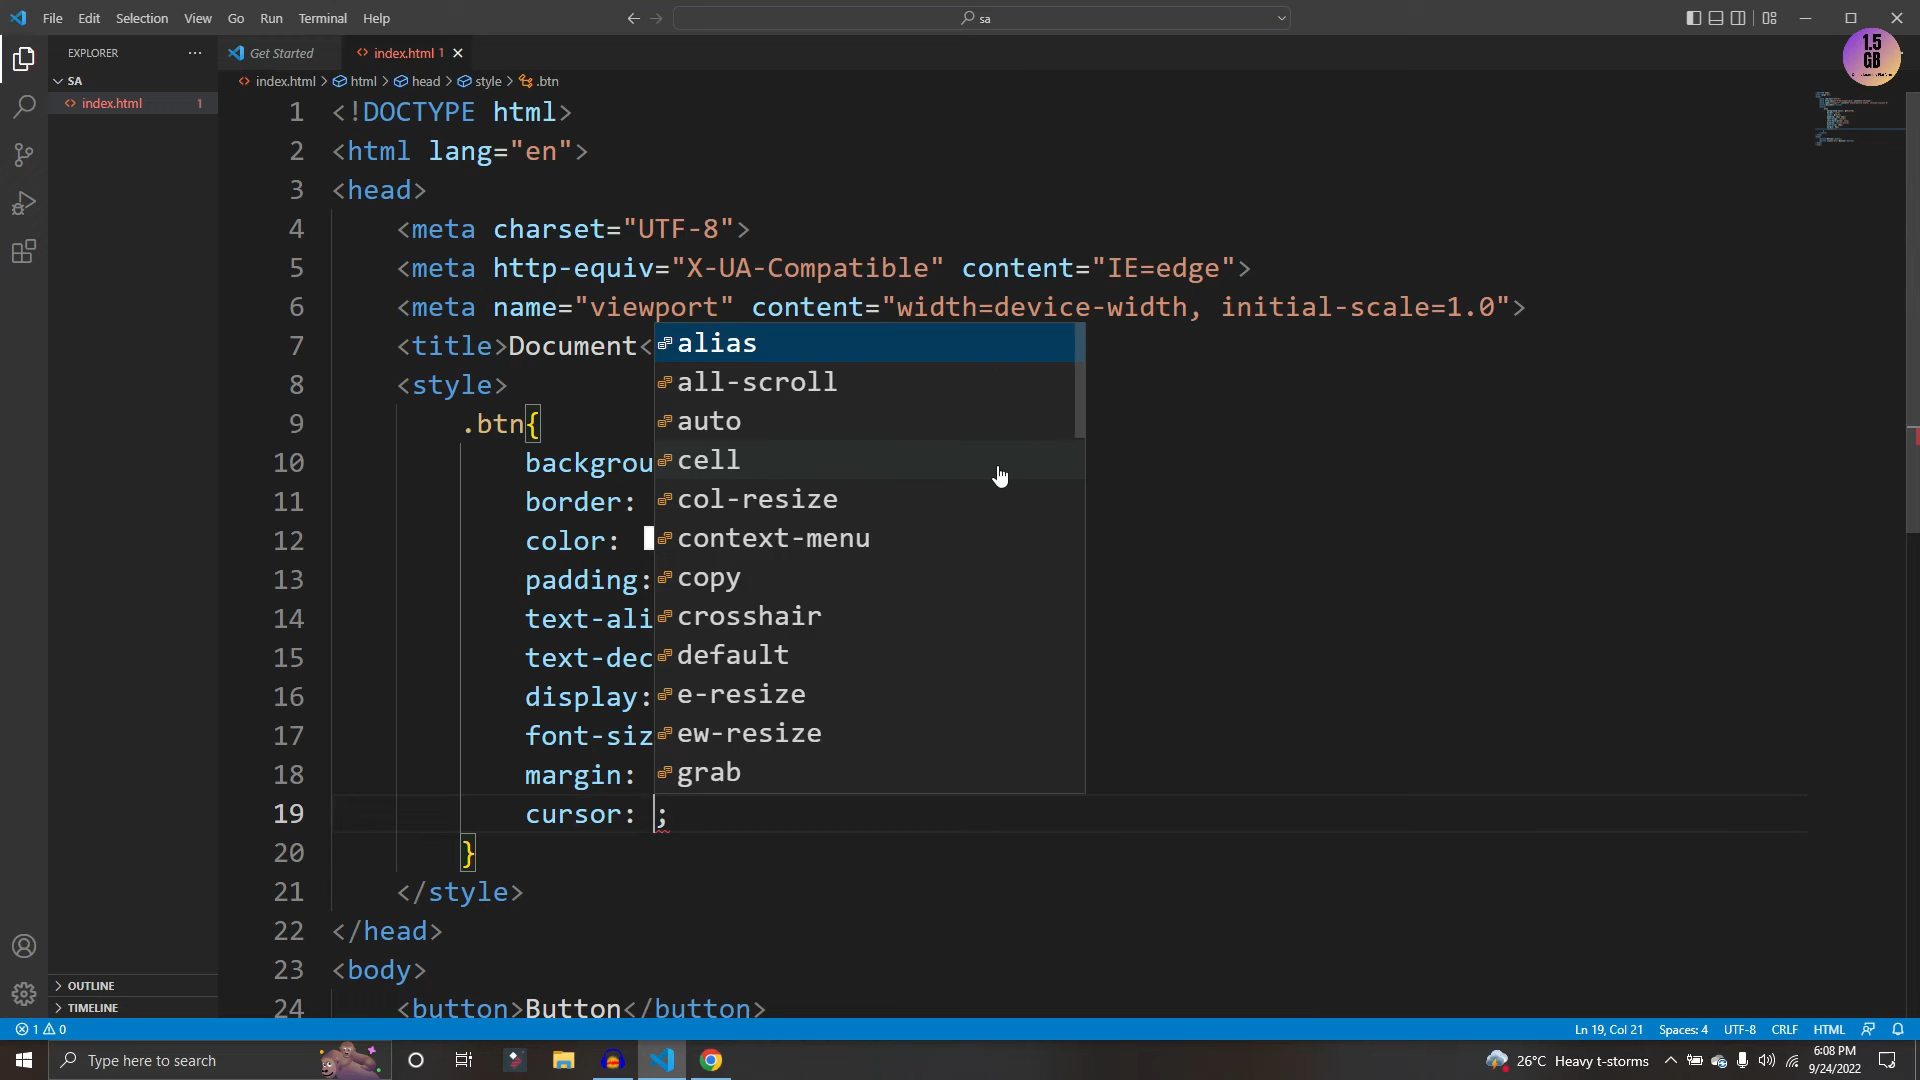 File Edit Selection View Go Run Terminal Help
sa
EXPLORER
Get Started
index.html 1
1.5
GB
SA
index.html > html > head > style > .btn
index.html 1
1 <!DOCTYPE html>
2 <html lang="en">
3 <head>
4 <meta charset="UTF-8">
5 <meta http-equiv="X-UA-Compatible" content="IE=edge">
6 <meta name="viewport" content="width=device-width, initial-scale=1.0">
7 <title>Document<
8 <style>
9 .btn{
10 backgrou
11 border:
12 color:
13 padding:
14 text-ali
15 text-dec
16 display:
17 font-siz
18 margin:
19 cursor: ;
20 }
21 </style>
22 </head>
23 <body>
24 <button>Button</button>
alias
all-scroll
auto
cell
col-resize
context-menu
copy
crosshair
default
e-resize
ew-resize
grab
OUTLINE
TIMELINE
1 0
Ln 19, Col 21 Spaces: 4 UTF-8 CRLF HTML
Type here to search
26°C Heavy t-storms
6:08 PM
9/24/2022